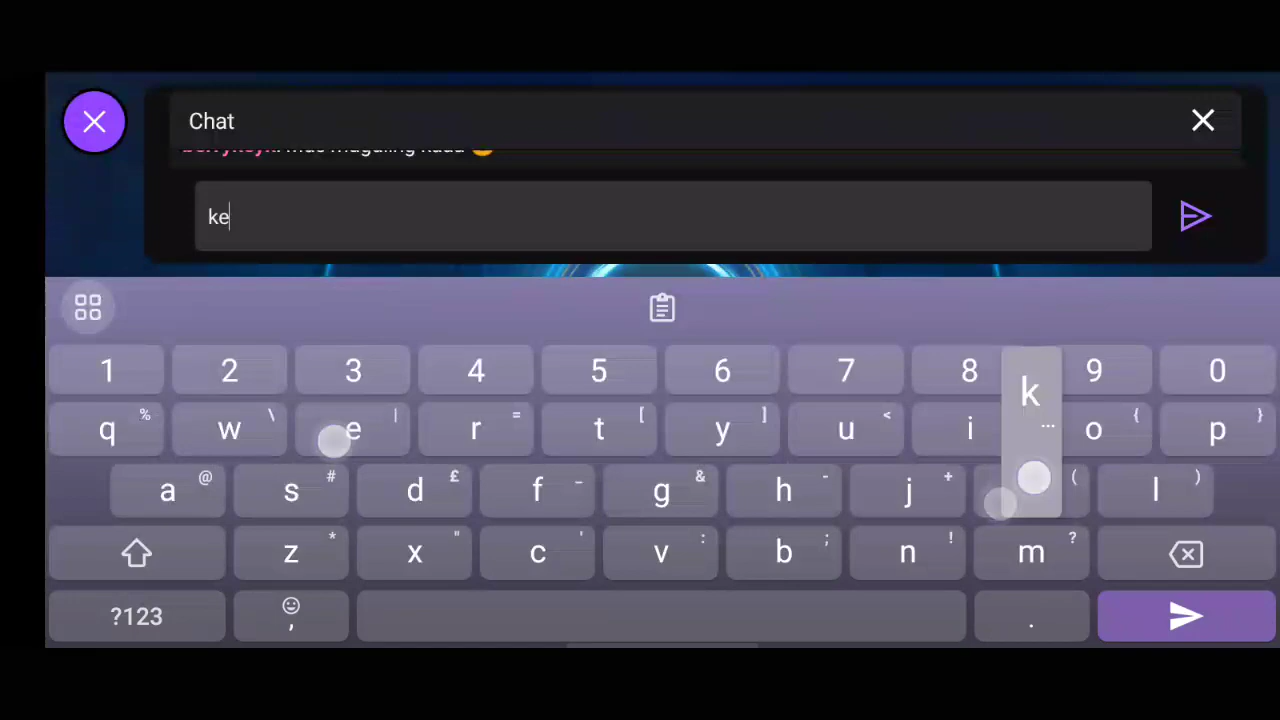 Chat
ke
1 2 3 4 5 6 7 8 9 0
k
q % w \ e | r = t [ y ] u < i o { p }
a @ s # d £ f _ g & h - j + ( l )
z * x " c ' v : b ; n ! m ?
?123 , .